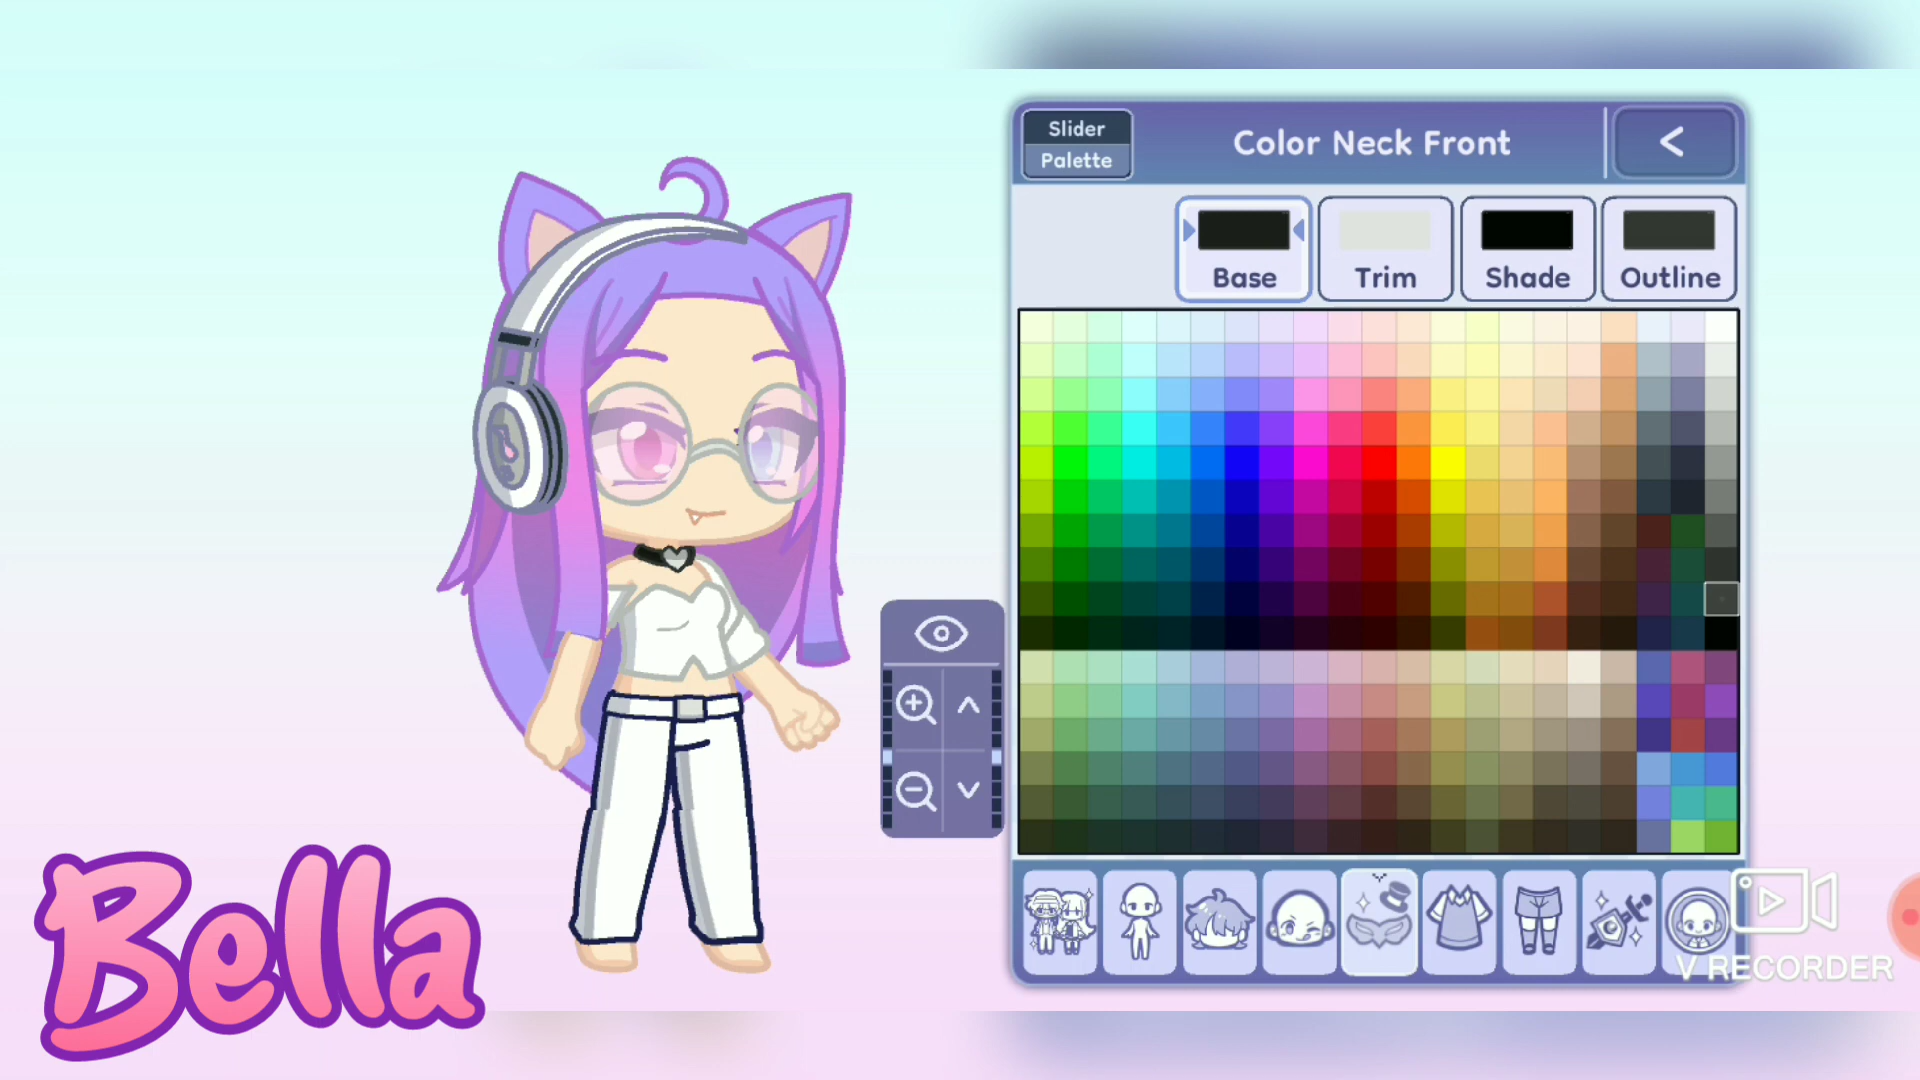 Slider
Palette
Color Neck Front
<
Base
Trim
Shade
Outline
Bella
V RECORDER